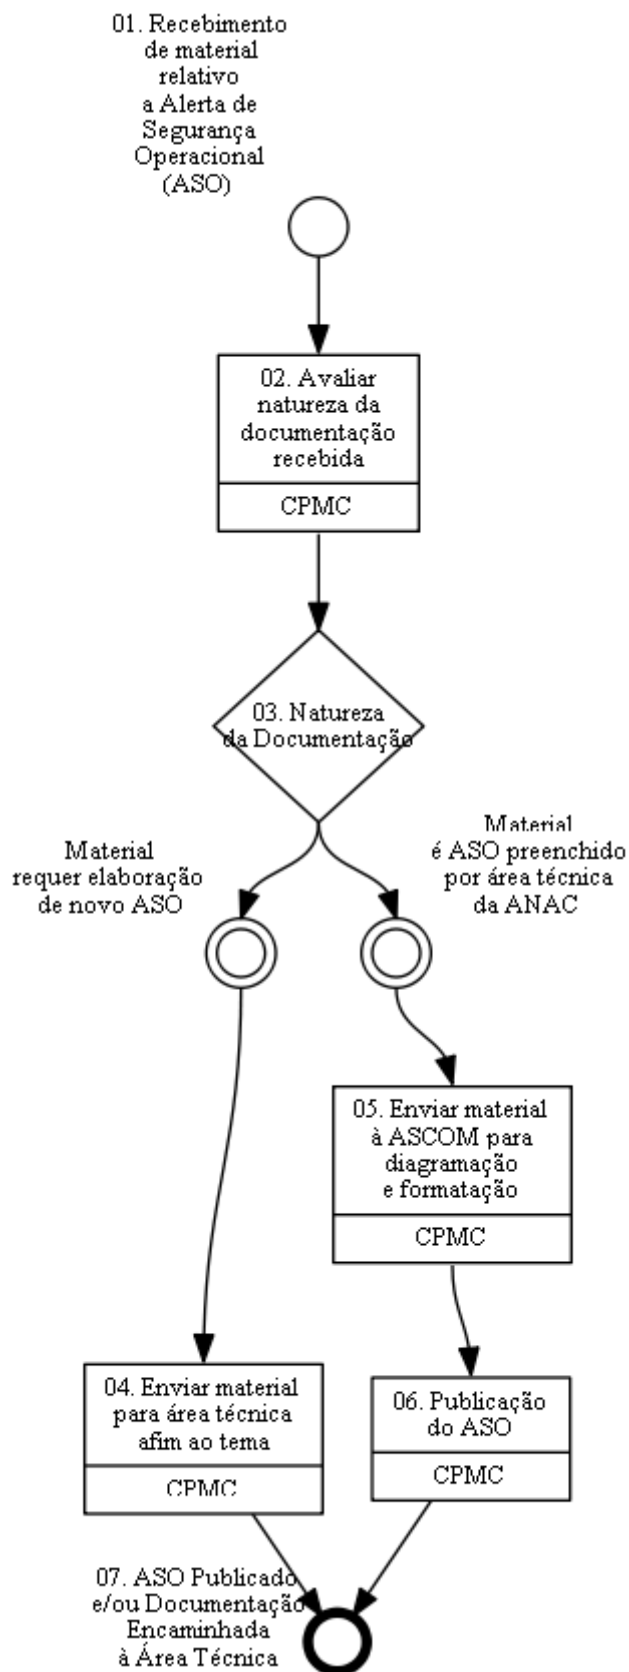 01. Recebimento
de material
relativo
a Alerta de
Segurança
Operacional
(ASO)
02. Avaliar
natureza da
documentação
recebida
CPMC
03. Natureza
da Documentação
Material
requer elaboração
de novo ASO
Material
é ASO preenchido
por área técnica
da ANAC
05. Enviar material
à ASCOM para
diagramação
e formatação
CPMC
04. Enviar material
para área técnica
afim ao tema
CPMC
06. Publicação
do ASO
CPMC
07. ASO Publicado
e/ou Documentação
Encaminhada
à Área Técnica